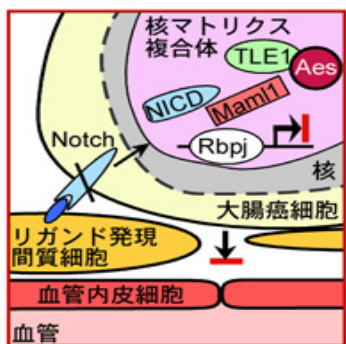 核マトリクス
複合体
TLE1
Aes
NICD
Maml1
Notch
Rbpj
核
大腸癌細胞
リガンド発現
間質細胞
血管内皮細胞
血管